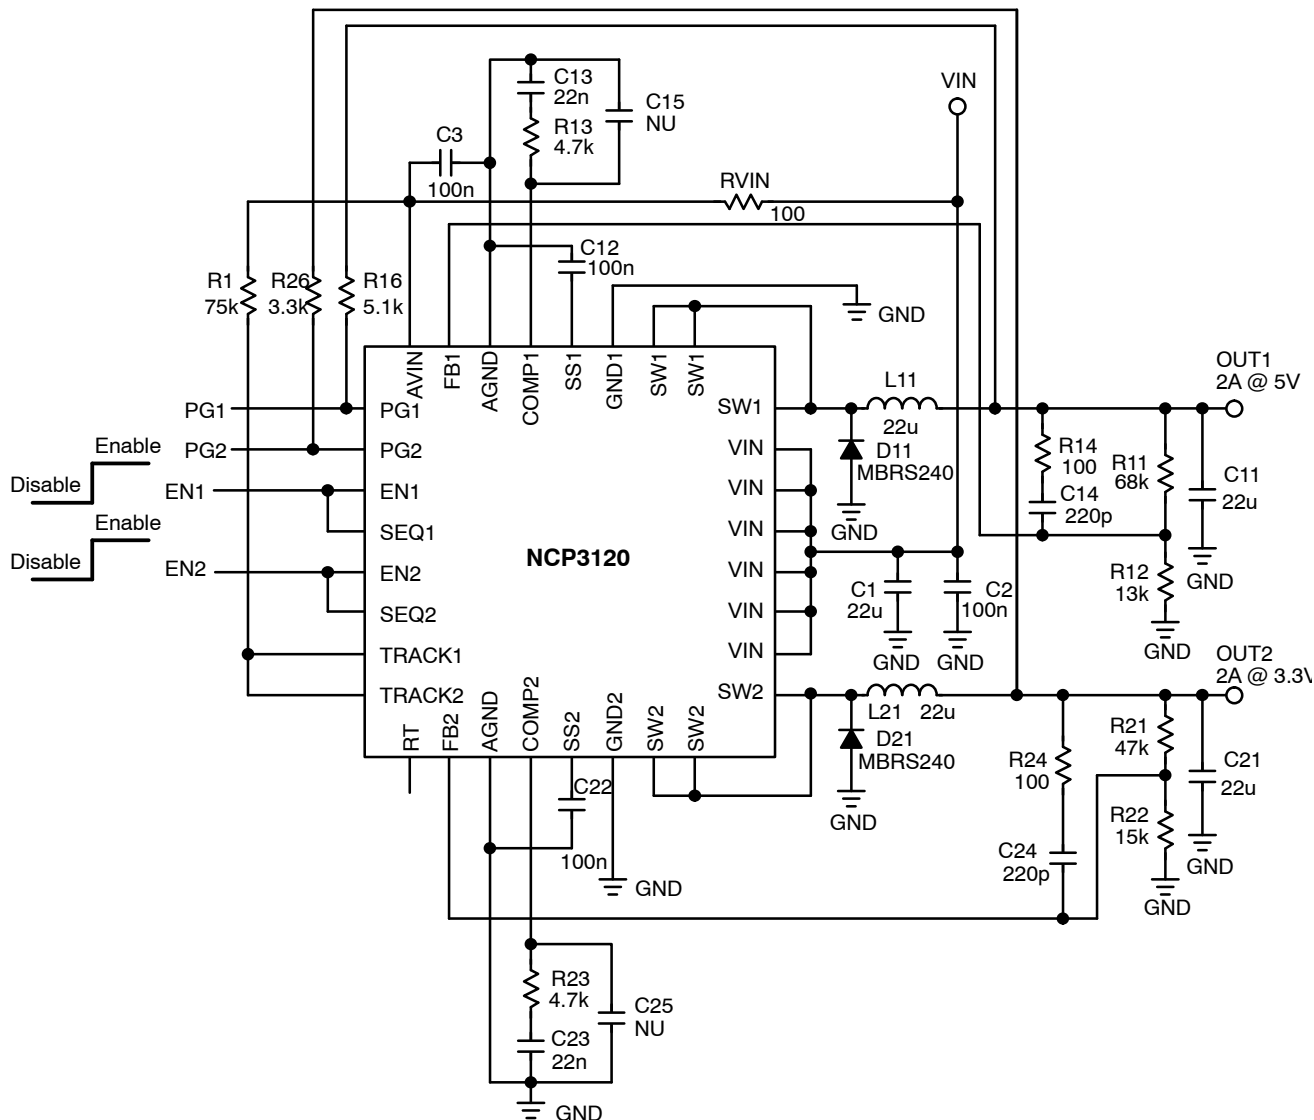 VIN
C13
22n
C15
NU
R13
4.7k
C3
100n
RVIN
100
C12
100n
R1
75k
R26
3.3k
R16
5.1k
GND
AVIN
FB1
AGND
COMP1
SS1
GND1
SW1
SW1
OUT1
2A @ 5V
L11
22u
PG1
PG1
SW1
Enable
PG2
PG2
VIN
D11
MBRS240
R14
100
R11
68k
C11
22u
Disable
EN1
EN1
VIN
C14
220p
GND
Enable
SEQ1
VIN
NCP3120
Disable
EN2
EN2
VIN
C1
22u
C2
100n
R12
13k
GND
SEQ2
VIN
GND
GND
GND
TRACK1
VIN
OUT2
2A @ 3.3V
TRACK2
SW2
L21
22u
RT
FB2
AGND
COMP2
SS2
GND2
SW2
SW2
D21
MBRS240
R24
100
R21
47k
C21
22u
C22
100n
GND
R22
15k
C24
220p
GND
GND
GND
R23
4.7k
C25
NU
C23
22n
GND